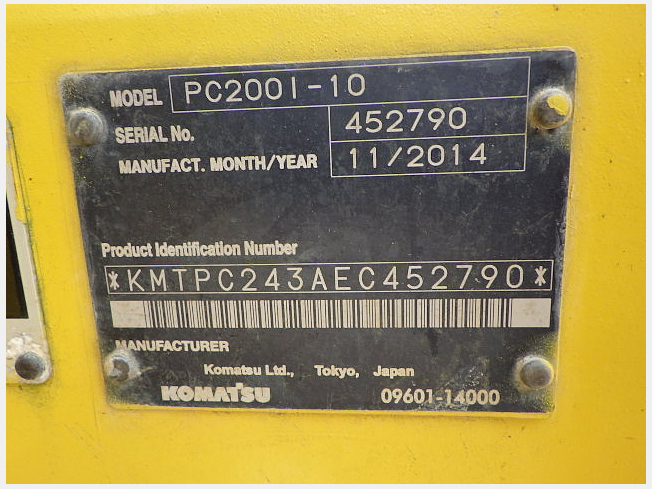 MODEL PC200I-10
SERIAL No. 452790
MANUFACT. MONTH/YEAR 11/2014
Product Identification Number
*KMTPC243AEC452790*
MANUFACTURER
Komatsu Ltd., Tokyo, Japan
KOMATSU 09601-14000